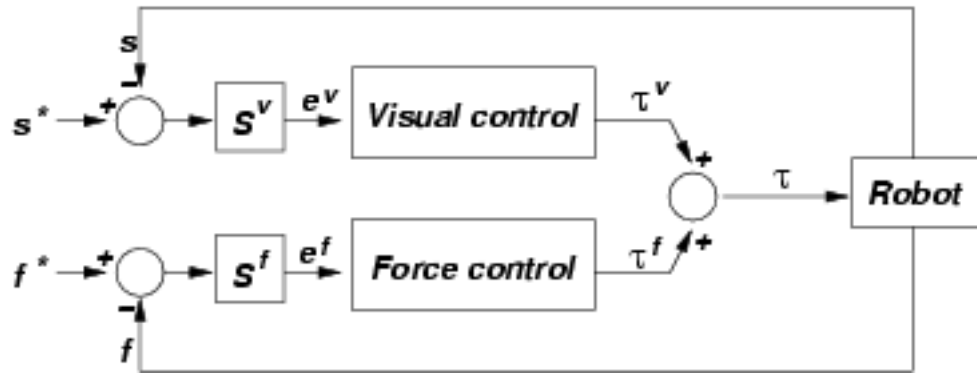 s
−
s* + S^v e^v Visual control τ^v
+
τ Robot
+
f* + S^f e^f Force control τ^f
−
f